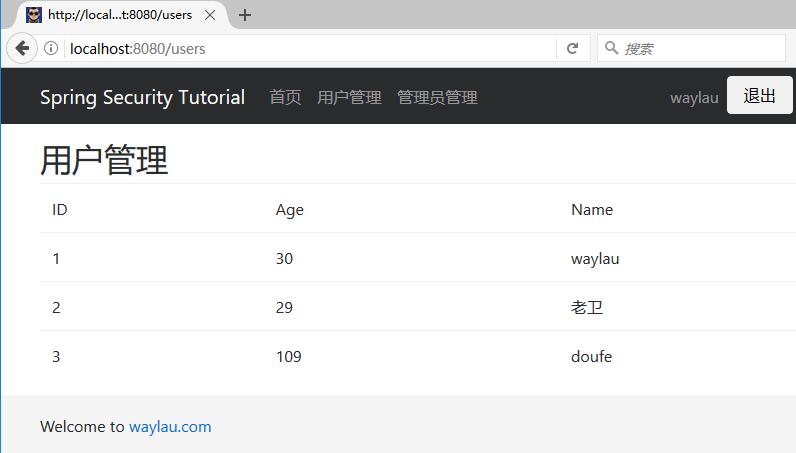 http://local...t:8080/users
localhost:8080/users 搜索
Spring Security Tutorial 首页 用户管理 管理员管理 waylau 退出
用户管理
ID Age Name
1 30 waylau
2 29 老卫
3 109 doufe
Welcome to waylau.com